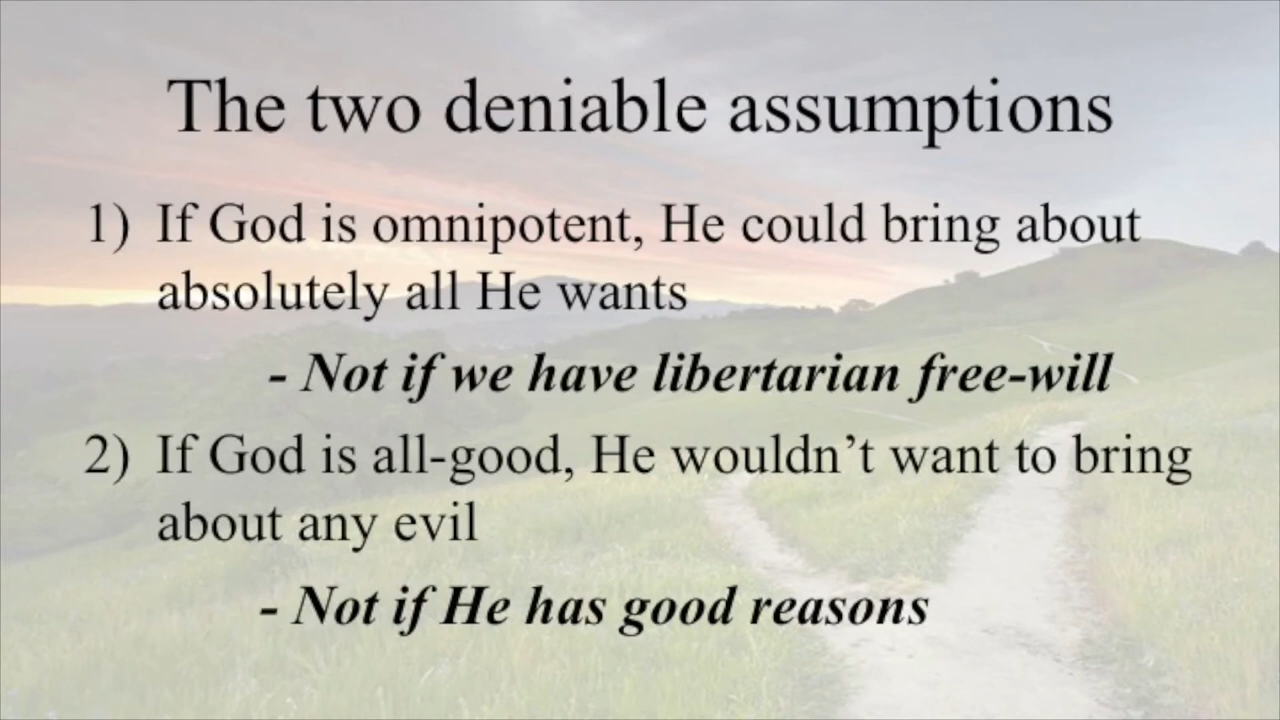 The two deniable assumptions
1) If God is omnipotent, He could bring about
absolutely all He wants
- Not if we have libertarian free-will
2) If God is all-good, He wouldn’t want to bring
about any evil
- Not if He has good reasons